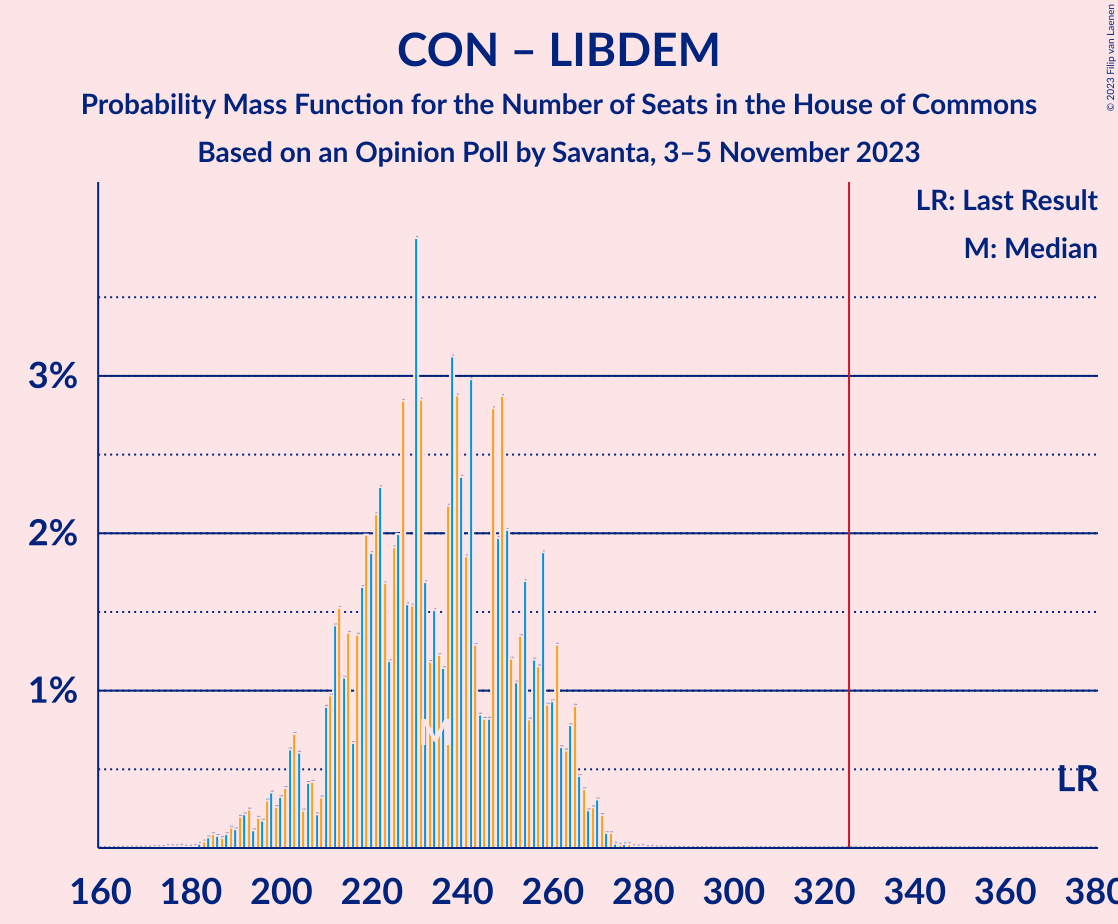 CON – LIBDEM
Probability Mass Function for the Number of Seats in the House of Commons
Based on an Opinion Poll by Savanta, 3–5 November 2023
© 2023 Filip van Laenen
LR: Last Result
M: Median
3%
2%
1%
M
LR
160 180 200 220 240 260 280 300 320 340 360 380